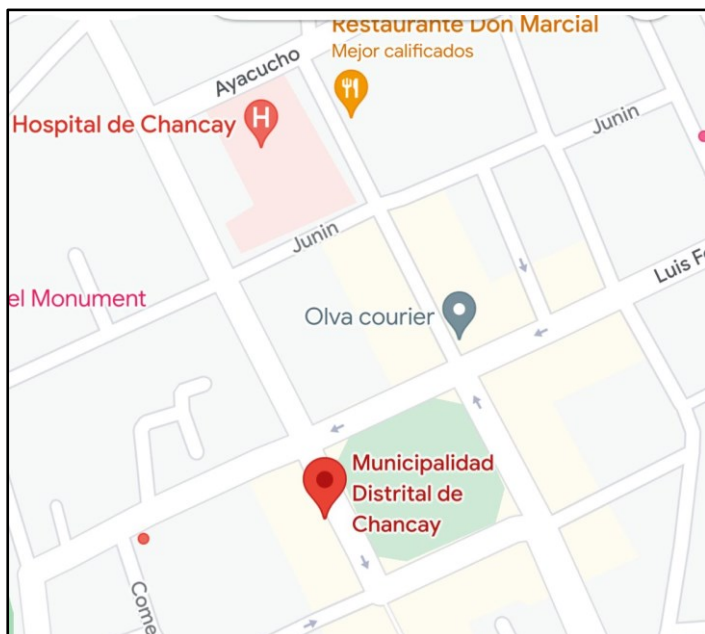 Restaurante Don Marcial
Mejor calificados
Ayacucho
Hospital de Chancay
H
Junin
Junin
Luis Fe
el Monument
Olva courier
Municipalidad
Distrital de
Chancay
Come